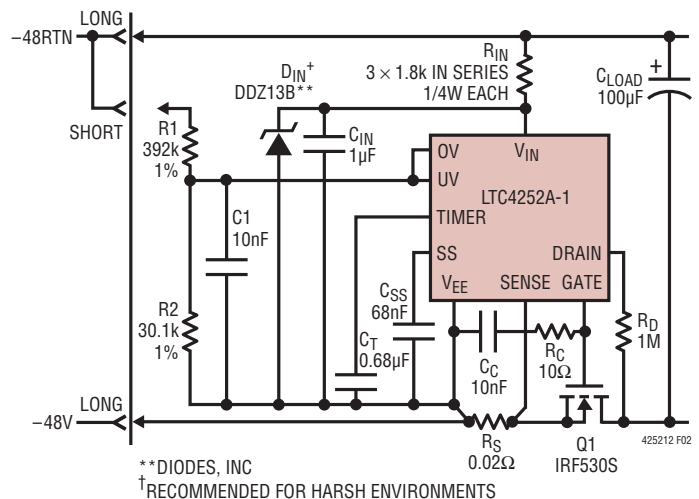 LONG
−48RTN
SHORT
R1
392k
1%
DIN†
DDZ13B**
CIN
1µF
RIN
3 × 1.8k IN SERIES
1/4W EACH
CLOAD
100µF
+
OV
VIN
UV
LTC4252A-1
TIMER
SS
DRAIN
VEE
SENSE
GATE
C1
10nF
R2
30.1k
1%
CSS
68nF
CT
0.68µF
CC
10nF
RC
10Ω
RD
1M
LONG
−48V
RS
0.02Ω
Q1
IRF530S
425212 F02
**DIODES, INC
†RECOMMENDED FOR HARSH ENVIRONMENTS